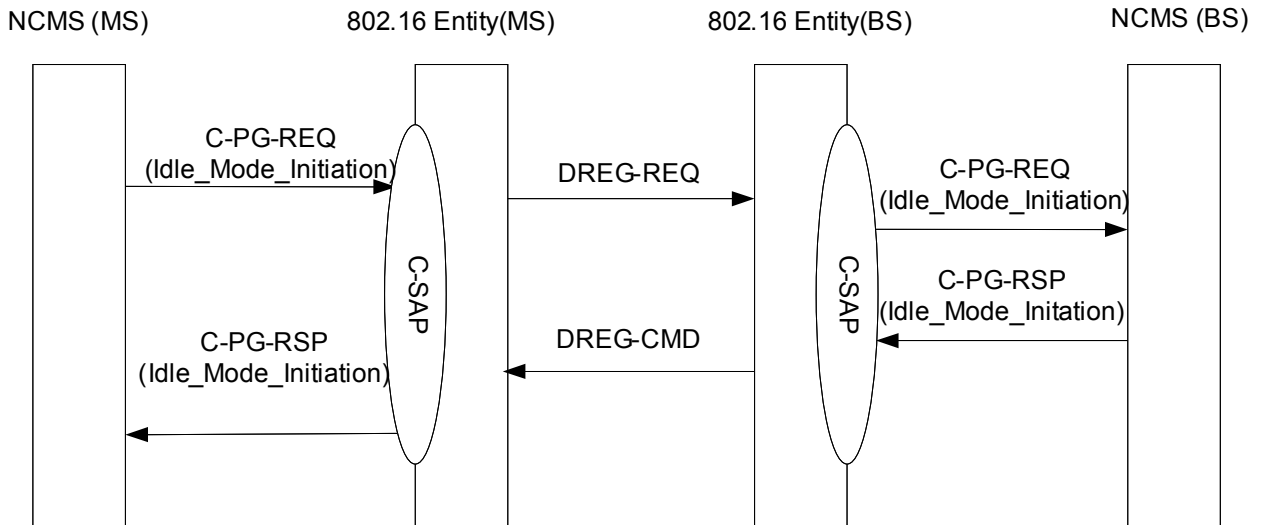 NCMS (MS)
802.16 Entity(MS)
802.16 Entity(BS)
NCMS (BS)
C-PG-REQ
(Idle_Mode_Initiation)
DREG-REQ
C-PG-REQ
(Idle_Mode_Initiation)
C-SAP
C-SAP
C-PG-RSP
(Idle_Mode_Initation)
DREG-CMD
C-PG-RSP
(Idle_Mode_Initiation)